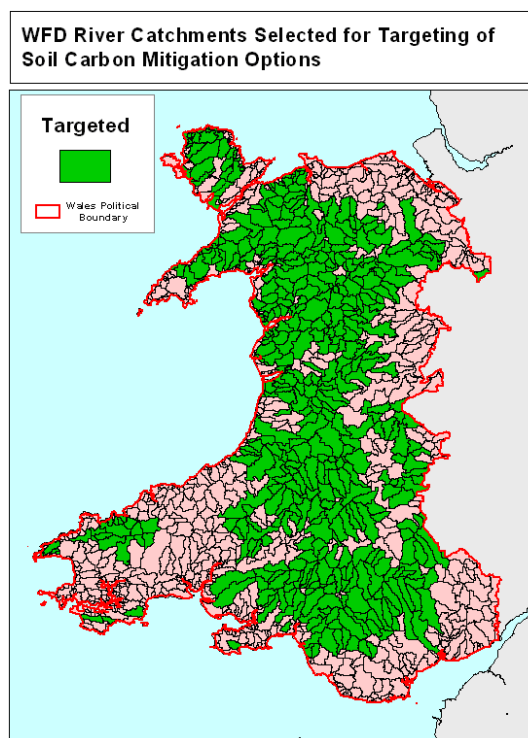 WFD River Catchments Selected for Targeting of
Soil Carbon Mitigation Options
Targeted
Wales Political
Boundary